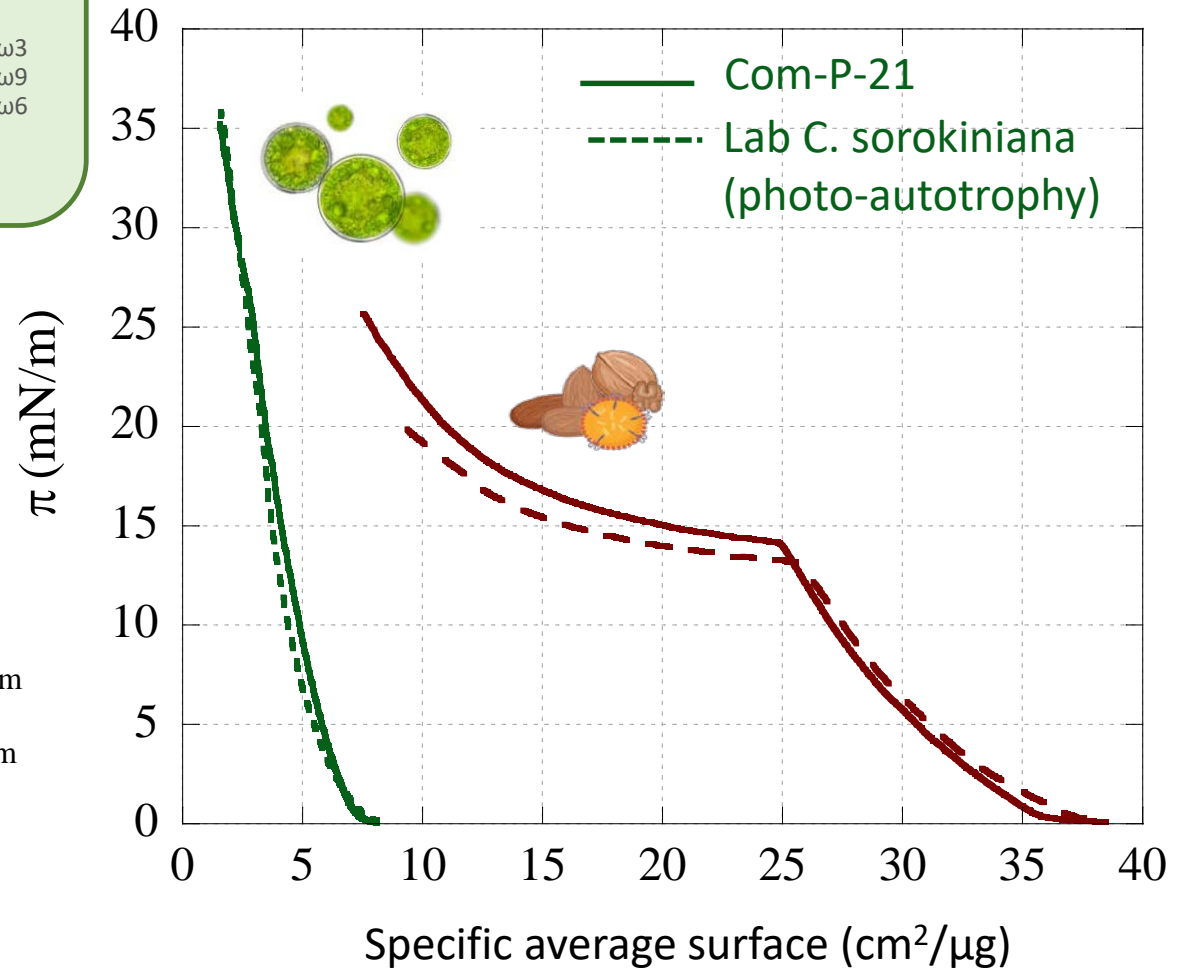 ω3
ω9
ω6
m
m
π (mN/m)
40
35
30
25
20
15
10
5
0
Com-P-21
Lab C. sorokiniana
(photo-autotrophy)
0 5 10 15 20 25 30 35 40
Specific average surface (cm²/µg)